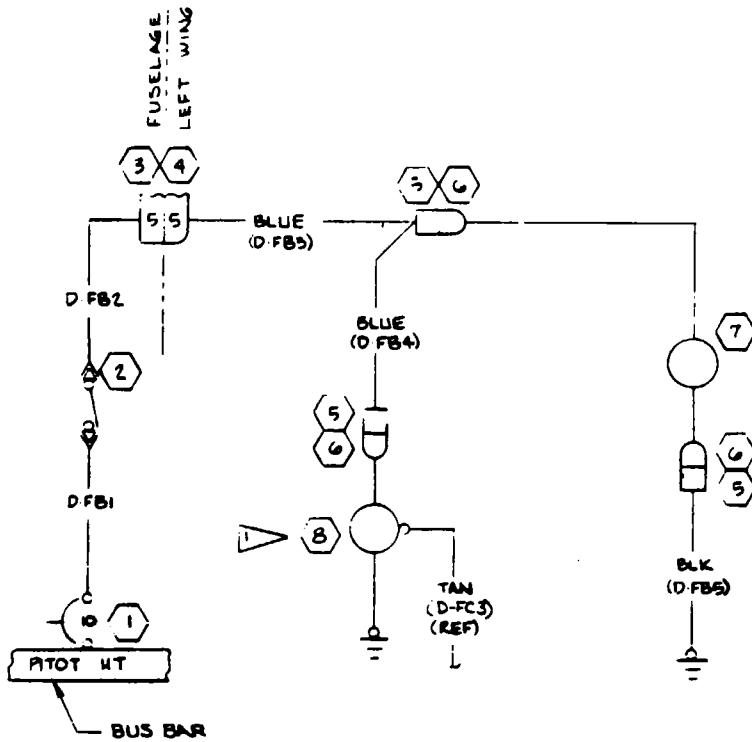 FUSELAGE
LEFT WING
3 4
5 5
BLUE
(D-FB3)
5 6
D-FB2
BLUE
(D-FB4)
7
2
5
6
6
5
D-FB1
1
8
BLK
(D-FB5)
TAN
(D-FC3)
(REF)
10 1
PITOT HT
BUS BAR